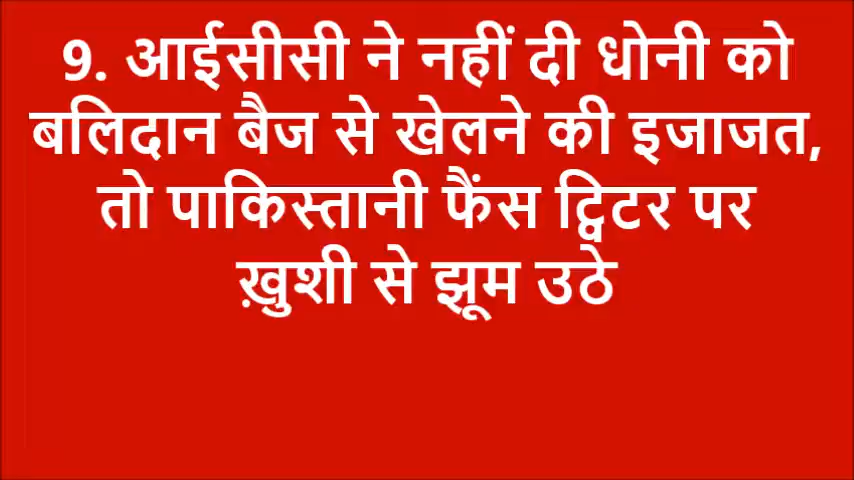 9. आईसीसी ने नहीं दी धोनी को
बलिदान बैज से खेलने की इजाजत,
तो पाकिस्तानी फैंस ट्विटर पर
ख़ुशी से झूम उठे